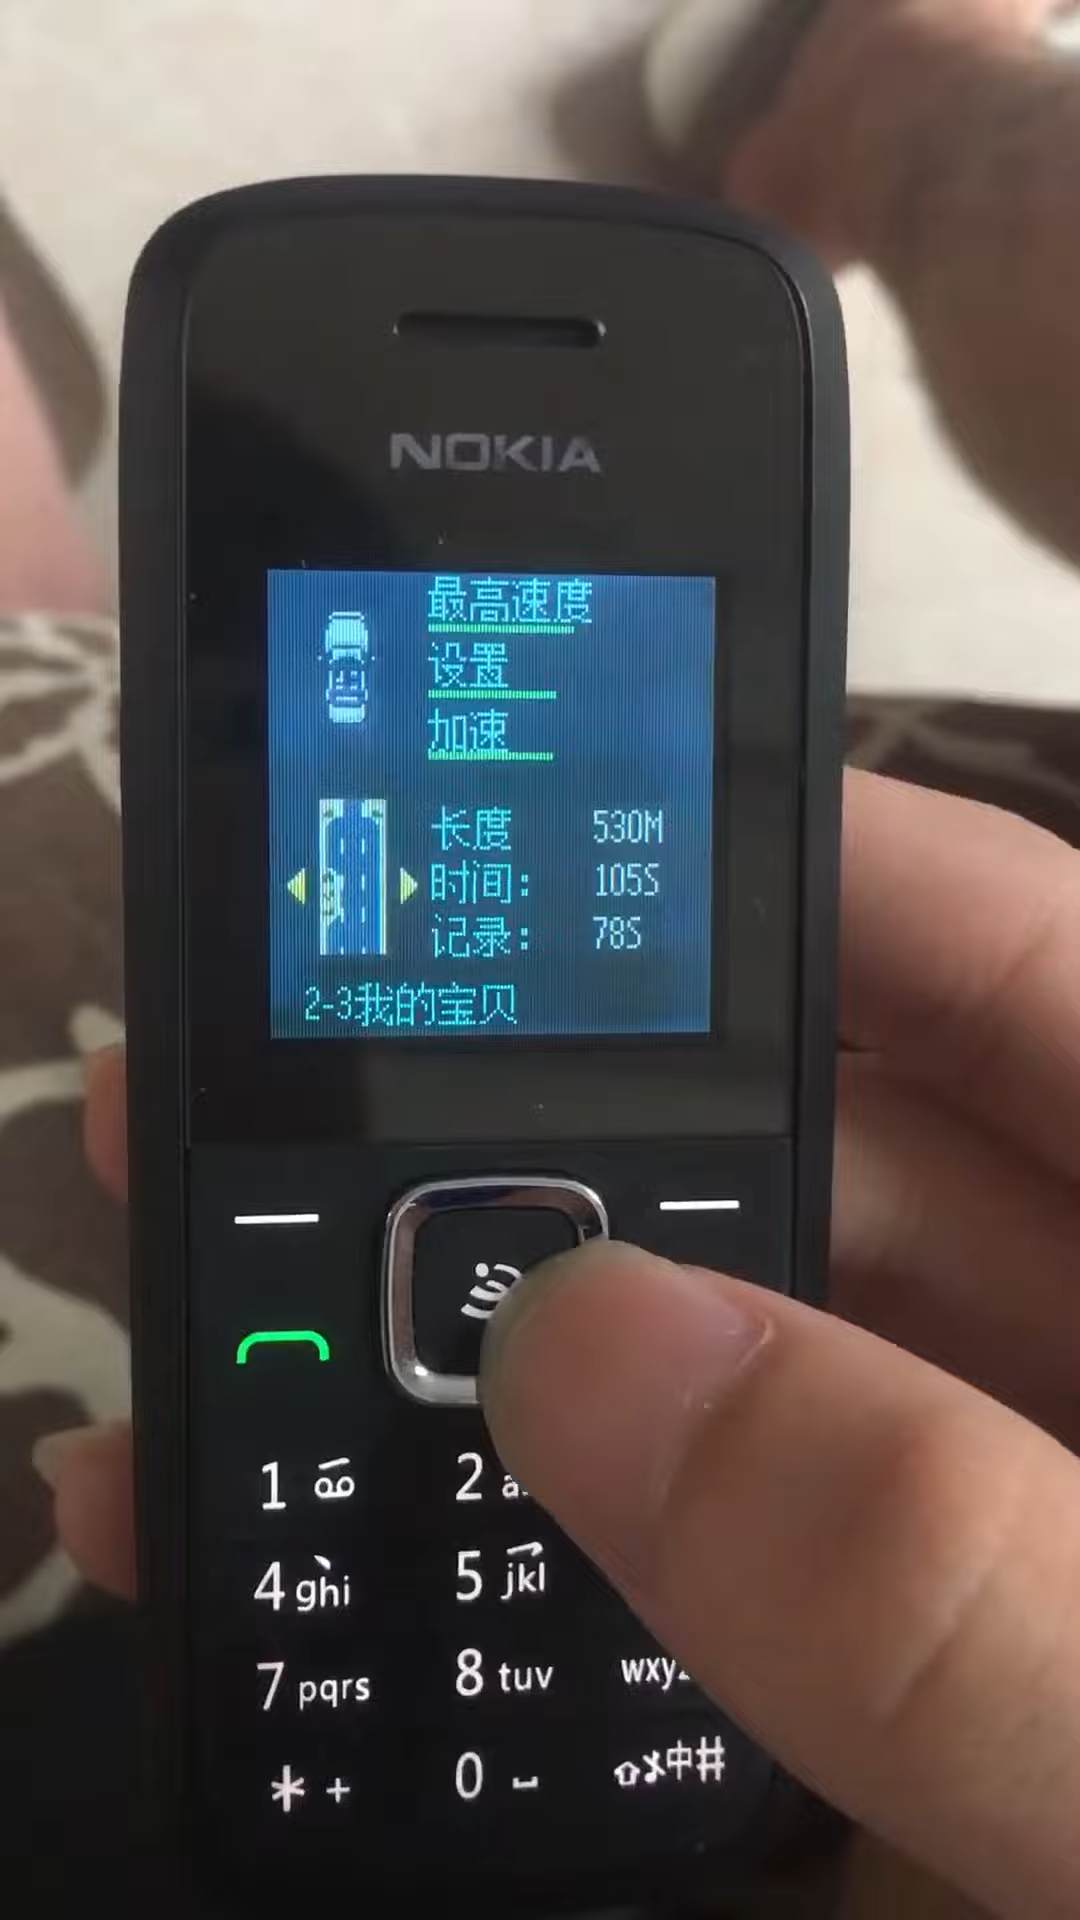 NOKIA
最高速度
设置
加速
长度 530M
时间: 105S
记录: 78S
2-3我的宝贝
1
2
4 ghi
5 jkl
7 pqrs
8 tuv
* +
0
中#